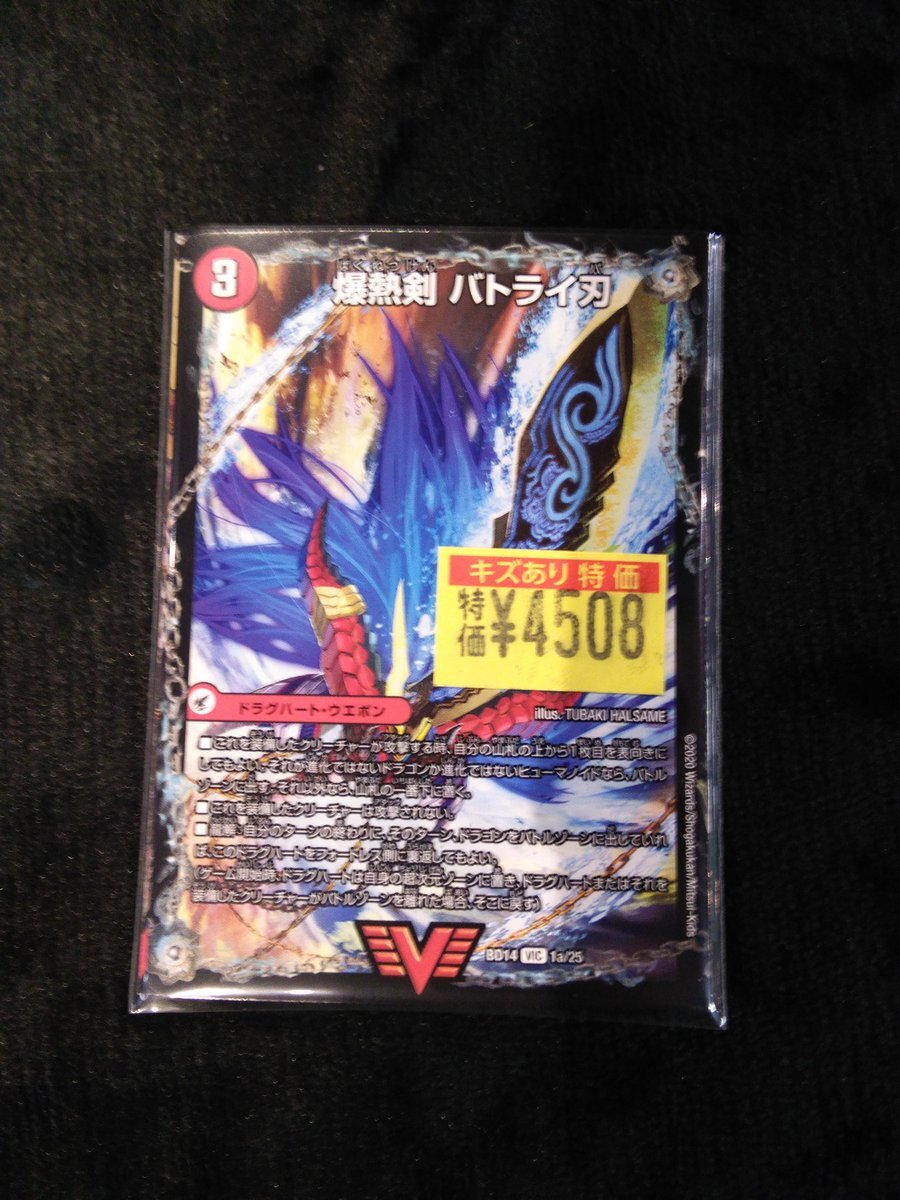 3
ばくねつけん バ
爆熱剣 バトライ刃
キズあり 特価
特価 ¥4508
ドラグハート・ウエポン
illus. TUBAKI HALSAME
■これを装備したクリーチャーが攻撃する時、自分の山札の上から1枚目を表向きに
してもよい。それが進化ではないドラゴンか進化ではないヒューマノイドなら、バトル
ゾーンに出す。それ以外なら、山札の一番下に置く。
■これを装備したクリーチャーは攻撃されない。
■龍解:自分のターンの終わりに、そのターン、ドラゴンをバトルゾーンに出していれ
ば、このドラグハートをフォートレス側に裏返してもよい。
(ゲーム開始時、ドラグハートは自身の超次元ゾーンに置き、ドラグハートまたはそれを
装備したクリーチャーがバトルゾーンを離れた場合、そこに戻す)
©2020 Wizards/Shogakukan/Mitsui-Kids
V
BD14 VIC 1a/25